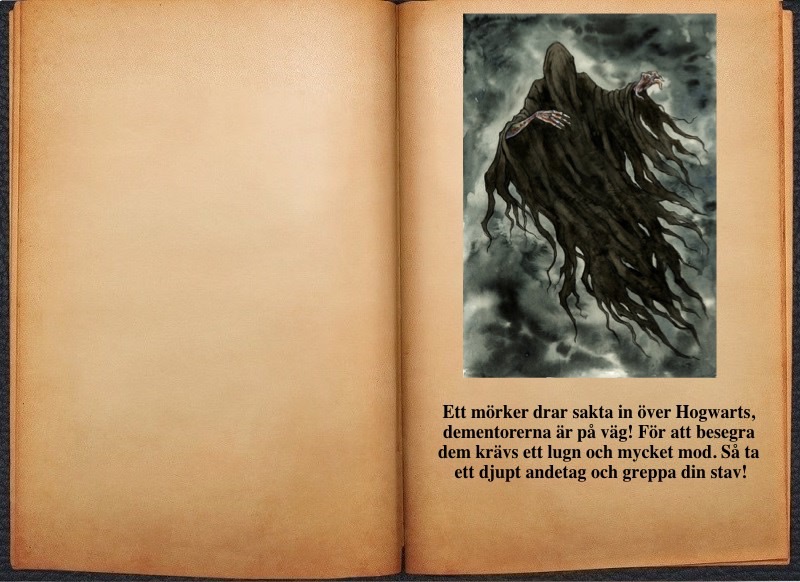 Ett mörker drar sakta in över Hogwarts,
dementorerna är på väg! För att besegra
dem krävs ett lugn och mycket mod. Så ta
ett djupt andetag och greppa din stav!